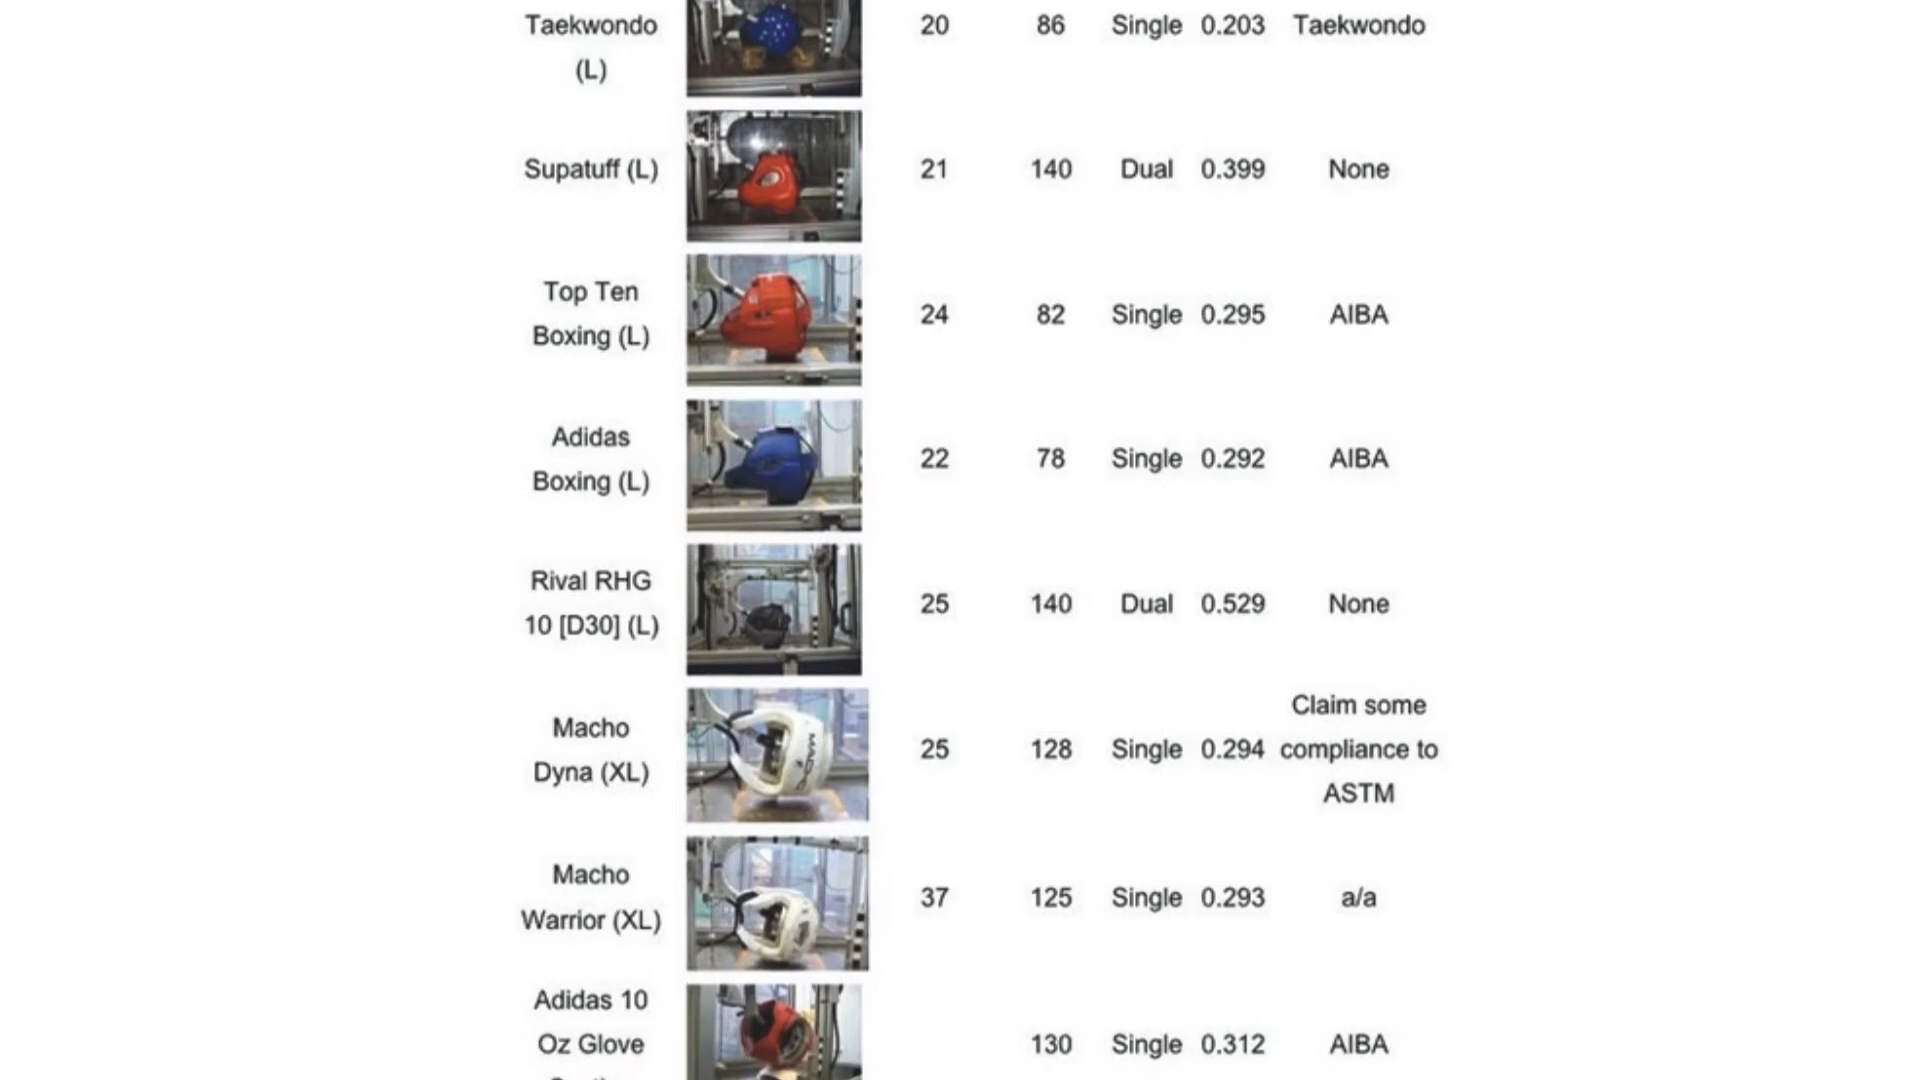 Taekwondo
(L)
20 86 Single 0.203 Taekwondo
Supatuff (L) 21 140 Dual 0.399 None
Top Ten
Boxing (L)
24 82 Single 0.295 AIBA
Adidas
Boxing (L)
22 78 Single 0.292 AIBA
Rival RHG
10 [D30] (L)
25 140 Dual 0.529 None
Macho
Dyna (XL)
MACHO
25 128 Single 0.294
Claim some
compliance to
ASTM
Macho
Warrior (XL)
37 125 Single 0.293 a/a
Adidas 10
Oz Glove
130 Single 0.312 AIBA